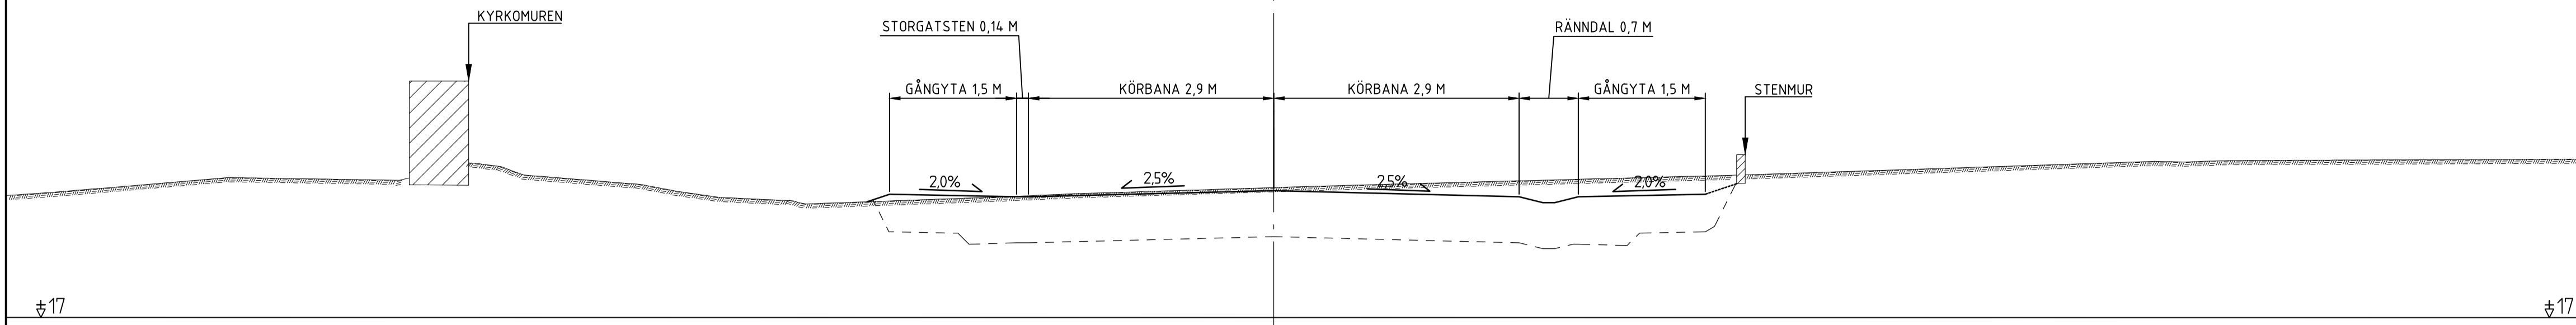 KYRKOMUREN
STORGATSTEN 0,14 M
RÄNNDAL 0,7 M
GÅNGYTA 1,5 M
KÖRBANA 2,9 M
KÖRBANA 2,9 M
GÅNGYTA 1,5 M
STENMUR
2,0%
2,5%
2,5%
2,0%
±17
±17